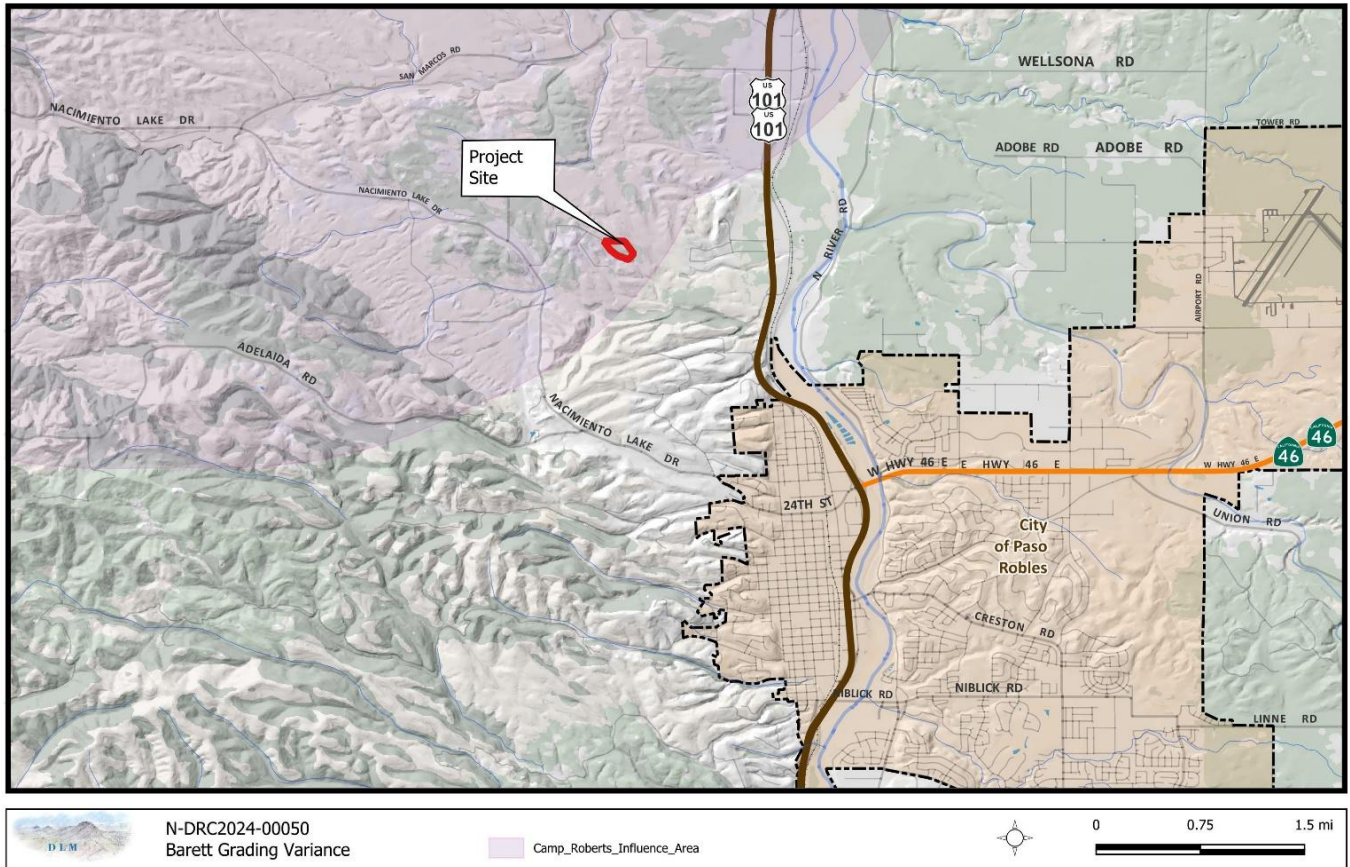 WELLSONA RD
SAN MARCOS RD
US
101
US
101
NACIMIENTO LAKE DR
TOWER RD
ADOBE RD
ADOBE RD
Project
Site
NACIMIENTO LAKE DR
N RIVER RD
AIRPORT RD
ADELAIDA RD
NACIMIENTO LAKE DR
CALIFORNIA
46
CALIFORNIA
46
W HWY 46 E E HWY 46 E
W HWY 46 E
24TH ST
UNION RD
City
of Paso
Robles
CRESTON RD
NIBLICK RD
NIBLICK RD
LINNE RD
DLM
N-DRC2024-00050
Barett Grading Variance
Camp_Roberts_Influence_Area
0 0.75 1.5 mi